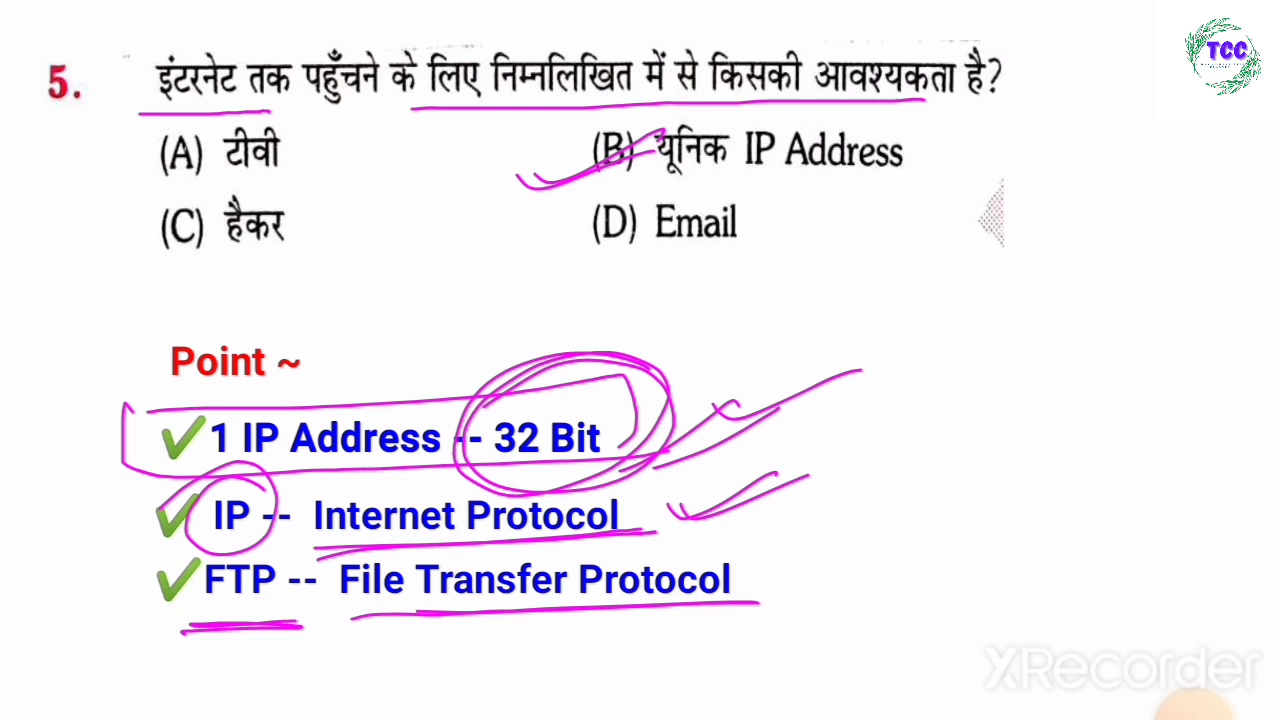 TCC
5. इंटरनेट तक पहुँचने के लिए निम्नलिखित में से किसकी आवश्यकता है?
(A) टीवी (B) यूनिक IP Address
(C) हैकर (D) Email
Point ~
✔1 IP Address -- 32 Bit
✔ IP -- Internet Protocol
✔FTP -- File Transfer Protocol
XRecorder